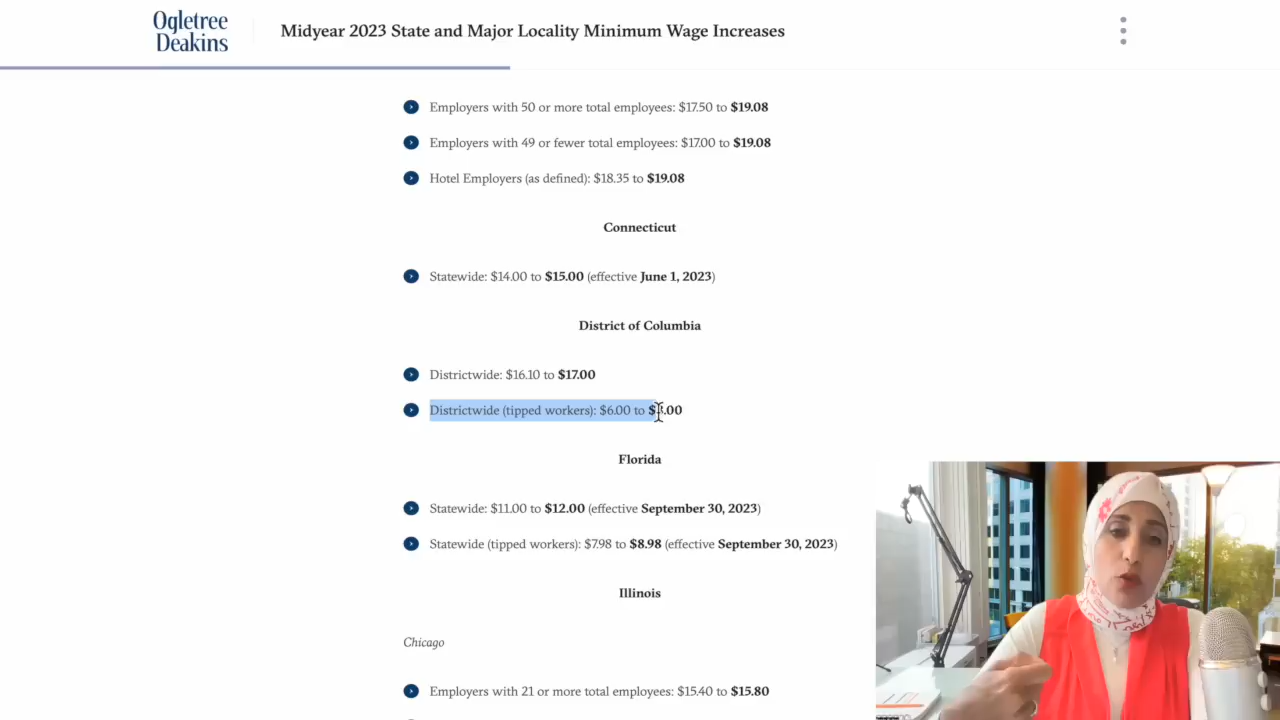 Ogletree
Deakins
Midyear 2023 State and Major Locality Minimum Wage Increases
Employers with 50 or more total employees: $17.50 to $19.08
Employers with 49 or fewer total employees: $17.00 to $19.08
Hotel Employers (as defined): $18.35 to $19.08
Connecticut
Statewide: $14.00 to $15.00 (effective June 1, 2023)
District of Columbia
Districtwide: $16.10 to $17.00
Districtwide (tipped workers): $6.00 to
Florida
Statewide: $11.00 to $12.00 (effective September 30, 2023)
Statewide (tipped workers): $7.98 to $8.98 (effective September 30, 2023)
Illinois
Chicago
Employers with 21 or more total employees: $15.40 to $15.80